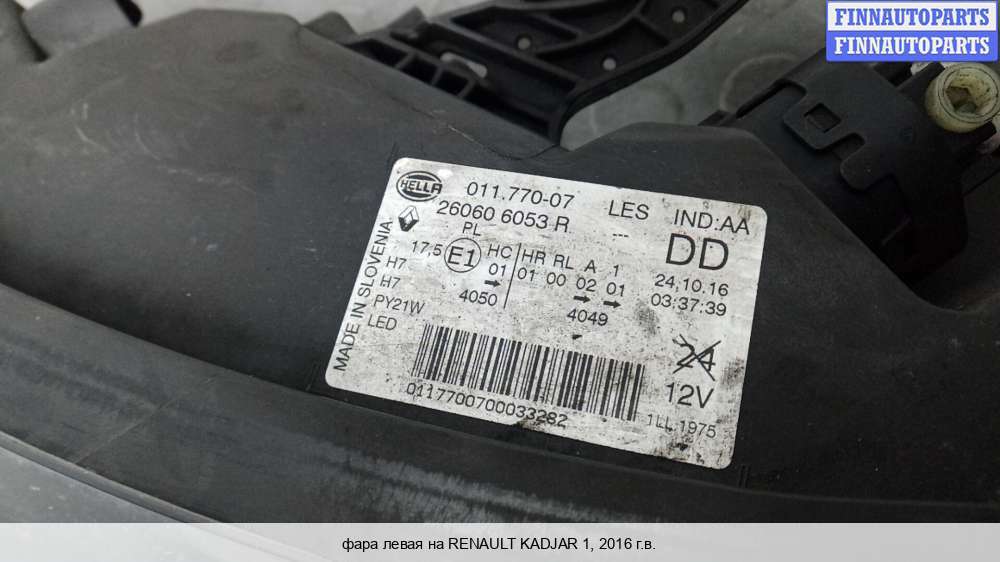 FINNAUTOPARTS
FINNAUTOPARTS
HELLA 011.770-07 LES IND:AA
26060 6053 R --- DD
PL
17,5 E1 HC HR RL A 1 24,10.16
H7 01 01 00 02 01 03:37:39
H7 4050 4049
PY21W
LED
24
12V
MADE IN SLOVENIA
0117700700033282
1LL.1975
фара левая на RENAULT KADJAR 1, 2016 г.в.